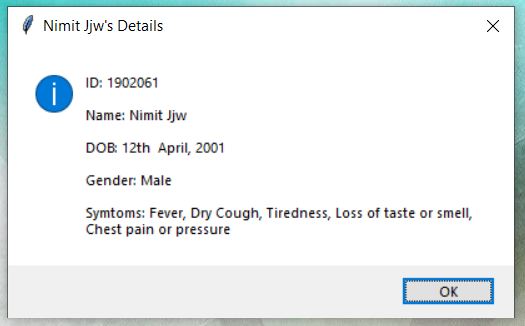 Nimit Jjw's Details
ID: 1902061
Name: Nimit Jjw
DOB: 12th  April, 2001
Gender: Male
Symtoms: Fever, Dry Cough, Tiredness, Loss of taste or smell,
Chest pain or pressure
OK